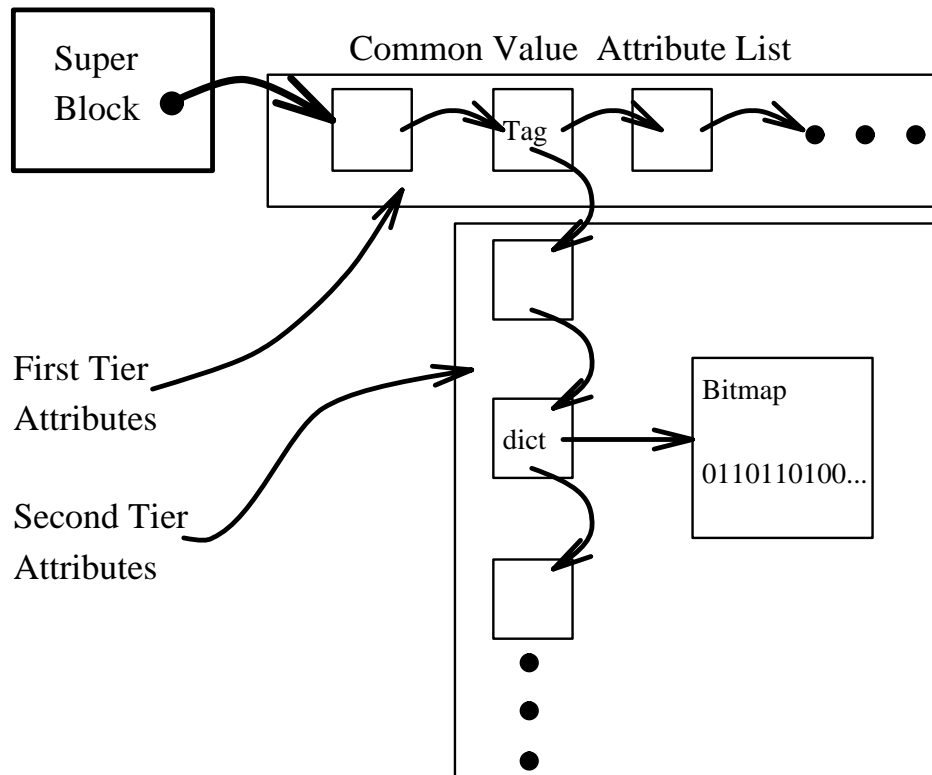 Super
Block
Common Value Attribute List
Tag
First Tier
Attributes
Bitmap
dict
0110110100...
Second Tier
Attributes